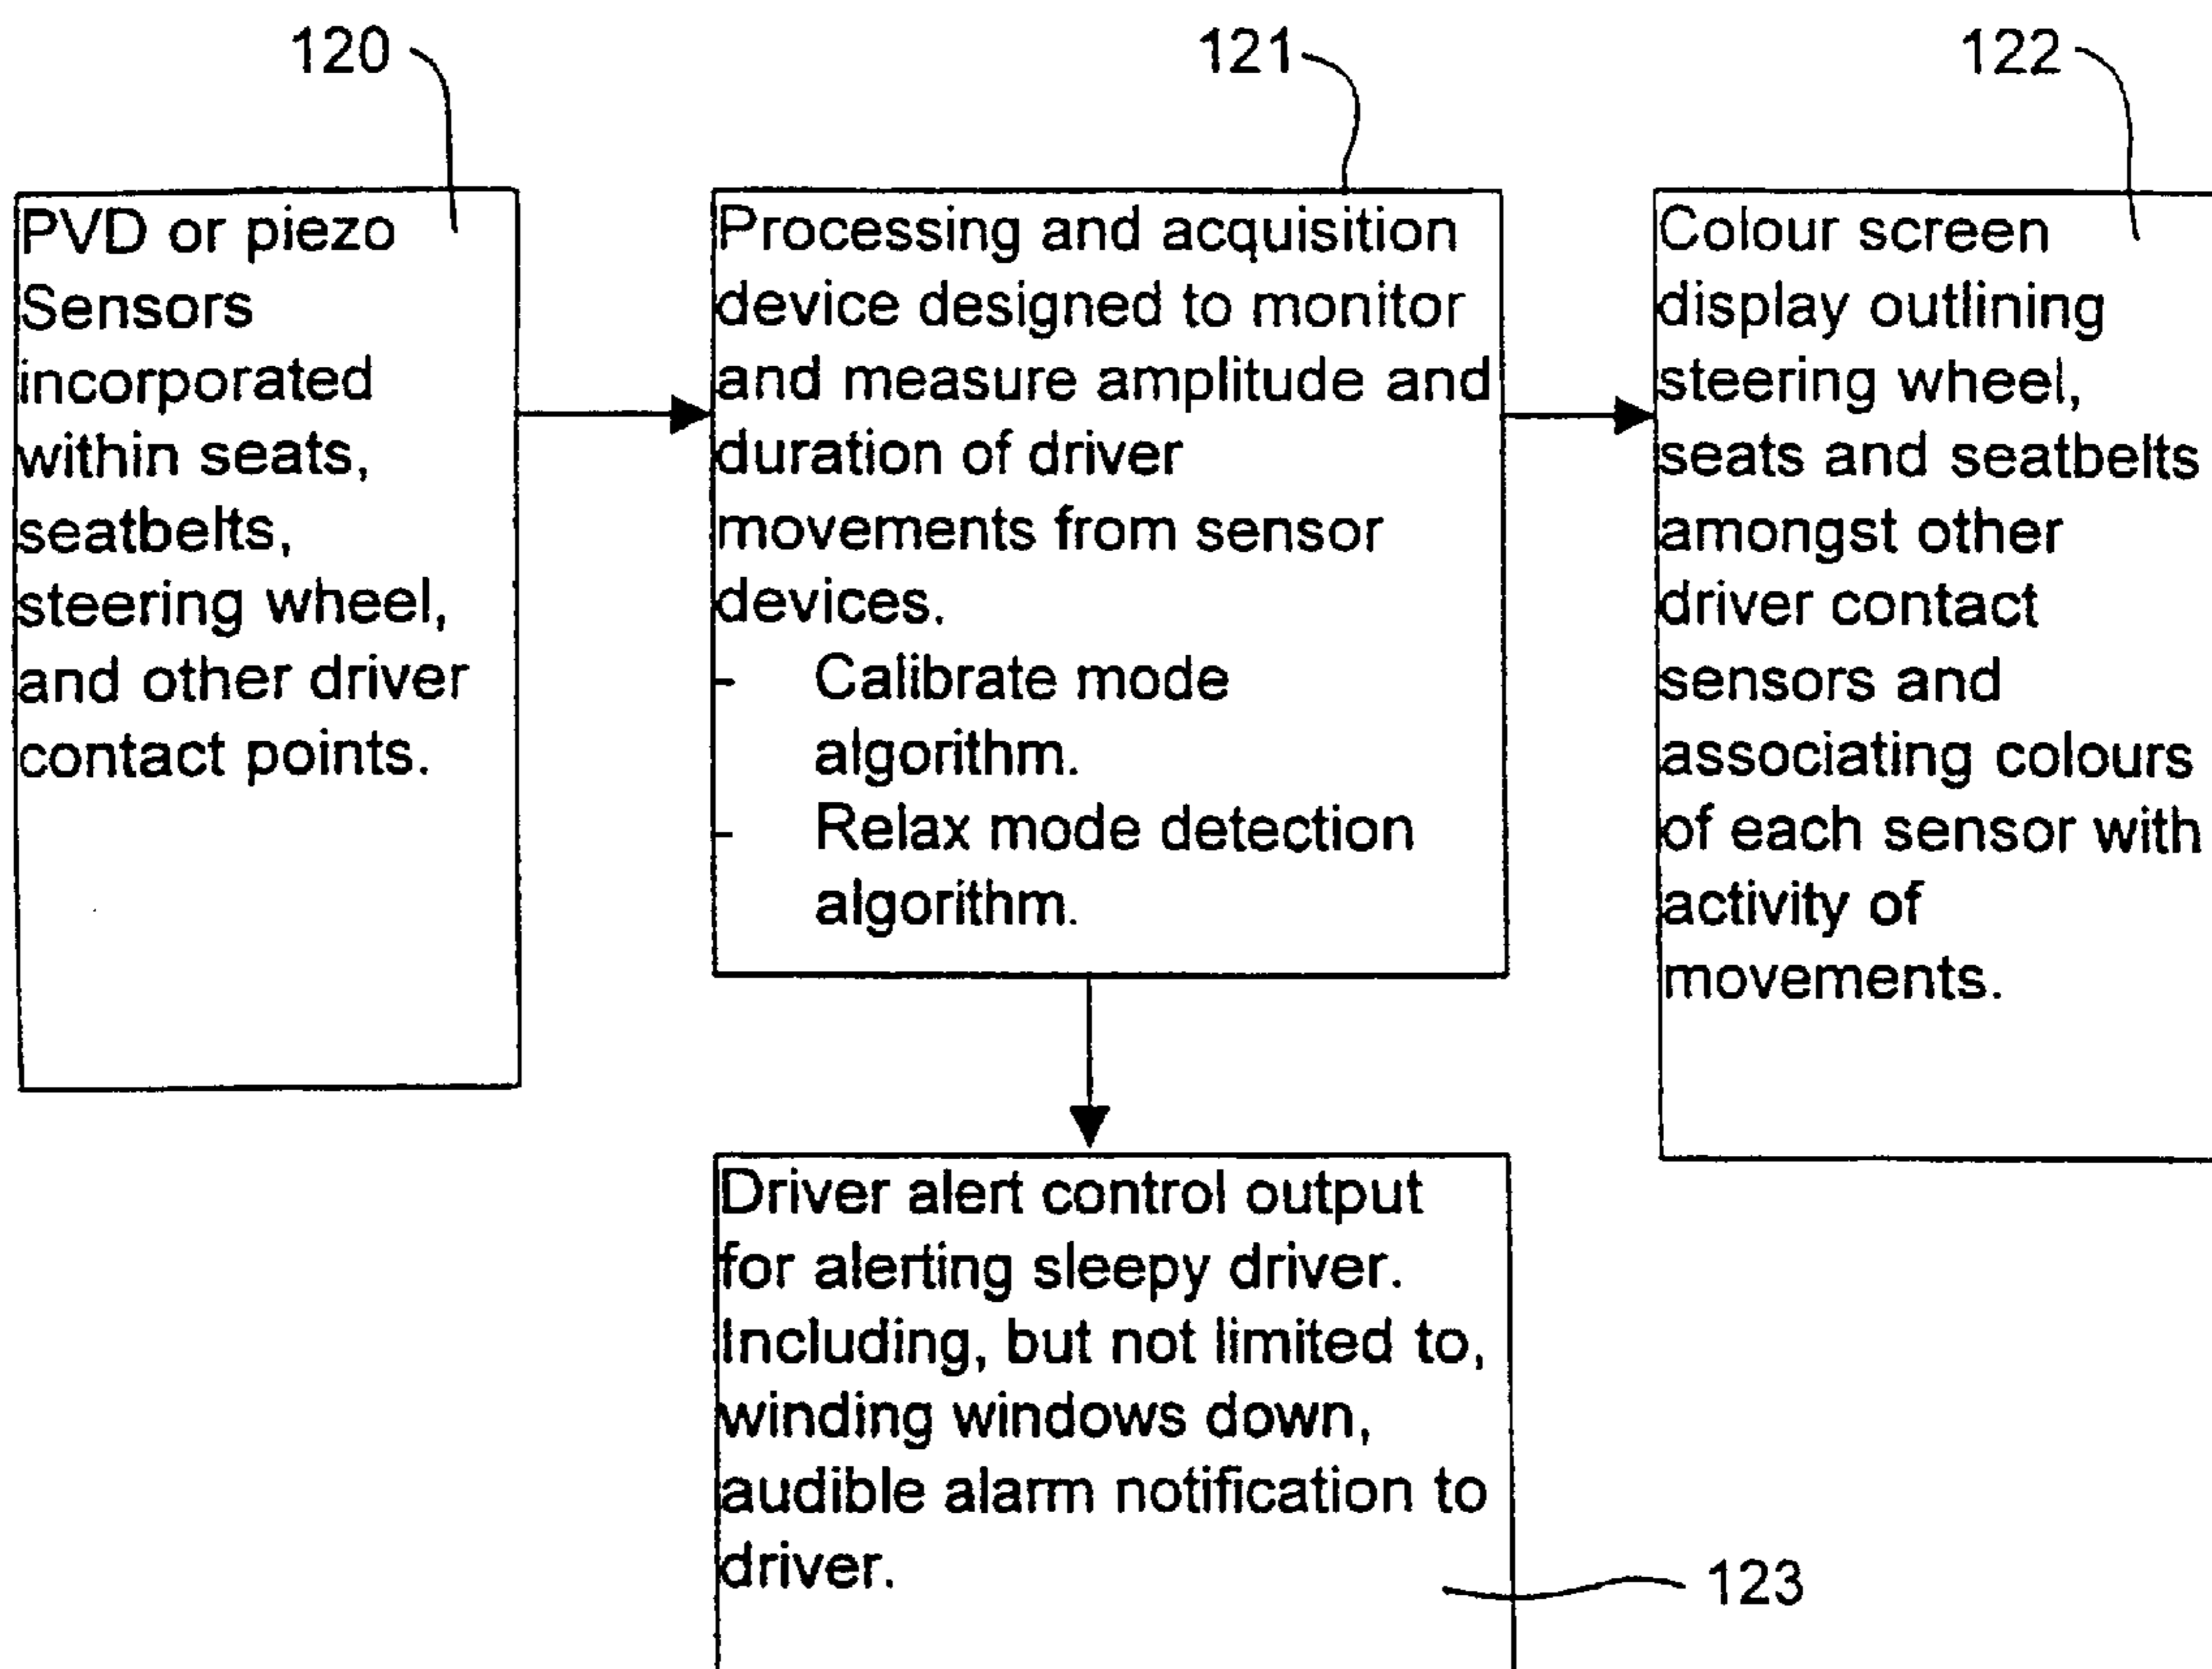 120
121
122
PVD or piezo
Sensors
incorporated
within seats,
seatbelts,
steering wheel,
and other driver
contact points.
Processing and acquisition
device designed to monitor
and measure amplitude and
duration of driver
movements from sensor
devices.
- Calibrate mode
algorithm.
- Relax mode detection
algorithm.
Colour screen
display outlining
steering wheel,
seats and seatbelts
amongst other
driver contact
sensors and
associating colours
of each sensor with
activity of
movements.
Driver alert control output
for alerting sleepy driver.
Including, but not limited to,
winding windows down,
audible alarm notification to
driver.
123